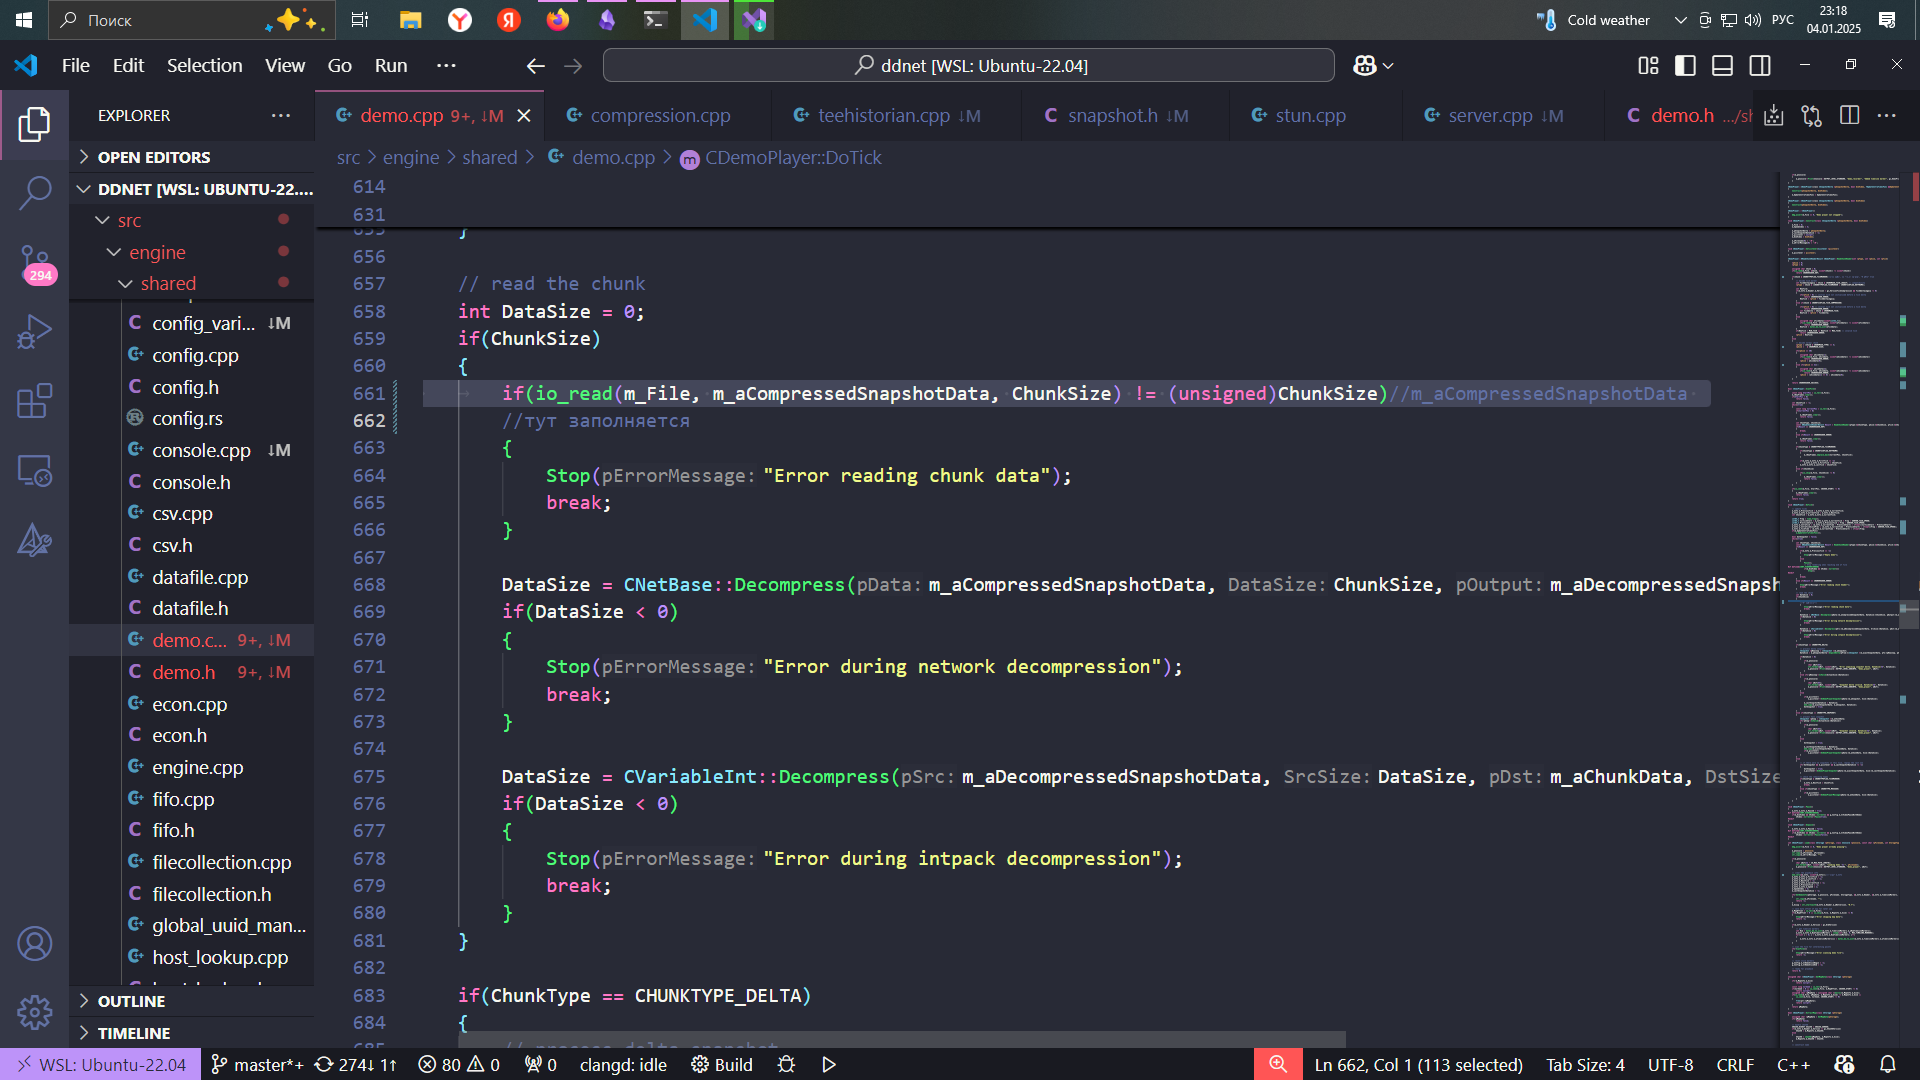 Поиск
Cold weather
РУС
23:18
04.01.2025
File Edit Selection View Go Run ···
ddnet [WSL: Ubuntu-22.04]
EXPLORER ···
demo.cpp 9+, ↓M
compression.cpp
teehistorian.cpp ↓M
snapshot.h ↓M
stun.cpp
server.cpp ↓M
demo.h .../sh
OPEN EDITORS
DDNET [WSL: UBUNTU-22....
src
engine
shared
config_vari... ↓M
config.cpp
config.h
config.rs
console.cpp ↓M
console.h
csv.cpp
csv.h
datafile.cpp
datafile.h
demo.c... 9+, ↓M
demo.h 9+, ↓M
econ.cpp
econ.h
engine.cpp
fifo.cpp
fifo.h
filecollection.cpp
filecollection.h
global_uuid_man...
host_lookup.cpp
OUTLINE
TIMELINE
294
src > engine > shared > demo.cpp > CDemoPlayer::DoTick
614
631
655 }
656
657 // read the chunk
658 int DataSize = 0;
659 if(ChunkSize)
660 {
661 if(io_read(m_File, m_aCompressedSnapshotData, ChunkSize) != (unsigned)ChunkSize)//m_aCompressedSnapshotData
662 //тут заполняется
663 {
664 Stop(pErrorMessage: "Error reading chunk data");
665 break;
666 }
667
668 DataSize = CNetBase::Decompress(pData: m_aCompressedSnapshotData, DataSize: ChunkSize, pOutput: m_aDecompressedSnapsh
669 if(DataSize < 0)
670 {
671 Stop(pErrorMessage: "Error during network decompression");
672 break;
673 }
674
675 DataSize = CVariableInt::Decompress(pSrc: m_aDecompressedSnapshotData, SrcSize: DataSize, pDst: m_aChunkData, DstSize
676 if(DataSize < 0)
677 {
678 Stop(pErrorMessage: "Error during intpack decompression");
679 break;
680 }
681 }
682
683 if(ChunkType == CHUNKTYPE_DELTA)
684 {
685 // process delta snapshot
WSL: Ubuntu-22.04 master*+ 274↓ 1↑ 80 0 0 clangd: idle Build
Ln 662, Col 1 (113 selected) Tab Size: 4 UTF-8 CRLF C++